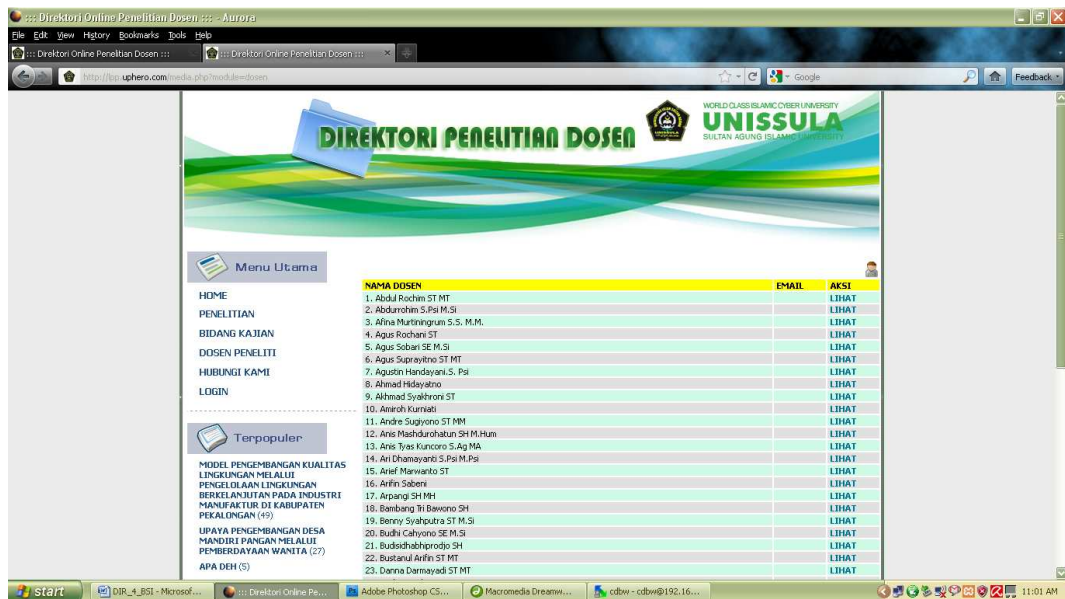 ::: Direktori Online Penelitian Dosen ::: - Aurora
File Edit View History Bookmarks Tools Help
::: Direktori Online Penelitian Dosen :::
::: Direktori Online Penelitian Dosen :::
http://lpp.uphero.com/media.php?module=dosen
Google
Feedback
DIREKTORI PENELITIAN DOSEN
WORLD CLASS ISLAMIC CYBER UNIVERSITY
UNISSULA
SULTAN AGUNG ISLAMIC UNIVERSITY
Menu Utama
HOME
PENELITIAN
BIDANG KAJIAN
DOSEN PENELITI
HUBUNGI KAMI
LOGIN
Terpopuler
MODEL PENGEMBANGAN KUALITAS
LINGKUNGAN MELALUI
PENGELOLAAN LINGKUNGAN
BERKELANJUTAN PADA INDUSTRI
MANUFAKTUR DI KABUPATEN
PEKALONGAN (49)
UPAYA PENGEMBANGAN DESA
MANDIRI PANGAN MELALUI
PEMBERDAYAAN WANITA (27)
APA DEH (5)
NAMA DOSEN EMAIL AKSI
1. Abdul Rochim ST MT LIHAT
2. Abdurrohim S.Psi M.Si LIHAT
3. Afina Murtiningrum S.S. M.M. LIHAT
4. Agus Rochani ST LIHAT
5. Agus Sobari SE M.Si LIHAT
6. Agus Suprayitno ST MT LIHAT
7. Agustin Handayani.S. Psi LIHAT
8. Ahmad Hidayatno LIHAT
9. Akhmad Syakhroni ST LIHAT
10. Amiroh Kurniati LIHAT
11. Andre Sugiyono ST MM LIHAT
12. Anis Mashdurohatun SH M.Hum LIHAT
13. Anis Tyas Kuncoro S.Ag MA LIHAT
14. Ari Dhamayanti S.Psi M.Psi LIHAT
15. Arief Marwanto ST LIHAT
16. Arifin Sabeni LIHAT
17. Arpangi SH MH LIHAT
18. Bambang Tri Bawono SH LIHAT
19. Benny Syahputra ST M.Si LIHAT
20. Budhi Cahyono SE M.Si LIHAT
21. Budisidhabhiprodjo SH LIHAT
22. Bustanul Arifin ST MT LIHAT
23. Danna Darmayadi ST MT LIHAT
start
DIR_4_BSI - Microsof...
::: Direktori Online Pe...
Adobe Photoshop CS...
Macromedia Dreamw...
cdbw - cdbw@192.16...
11:01 AM